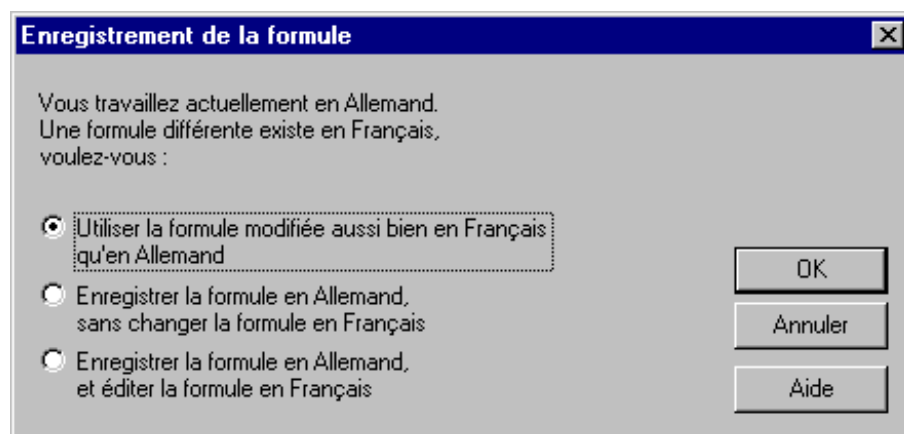 Enregistrement de la formule
Vous travaillez actuellement en Allemand.
Une formule différente existe en Français,
voulez-vous :
Utiliser la formule modifiée aussi bien en Français
qu'en Allemand
Enregistrer la formule en Allemand,
sans changer la formule en Français
Enregistrer la formule en Allemand,
et éditer la formule en Français
OK
Annuler
Aide